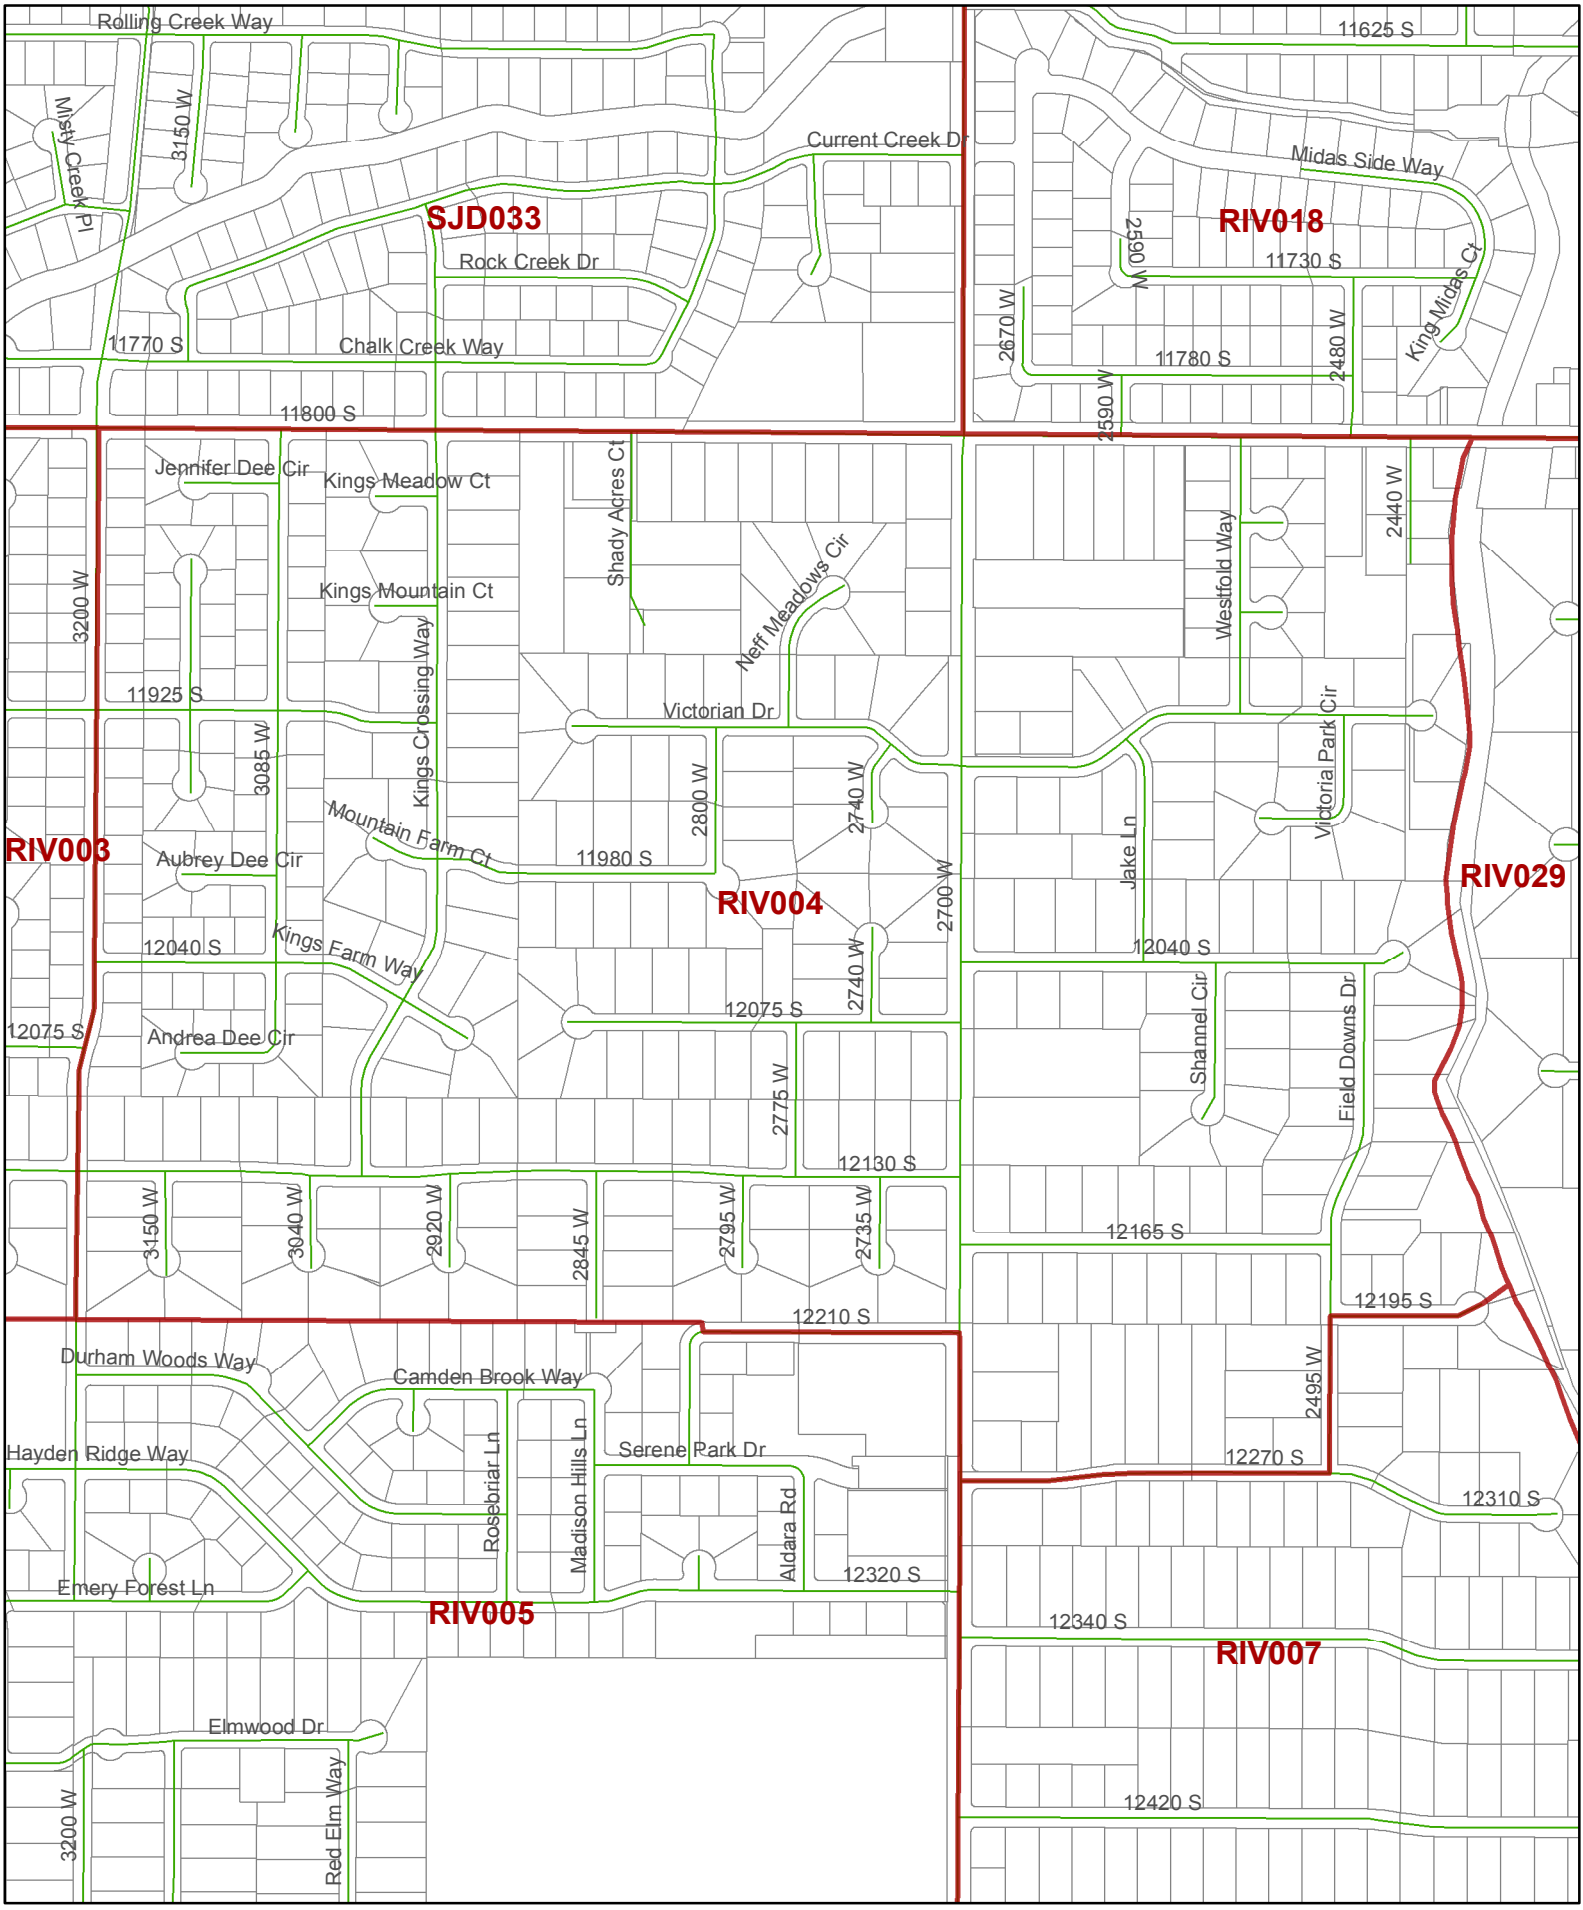 Rolling Creek Way
11625 S
Misty Creek Pl
3150 W
Current Creek Dr
Midas Side Way
SJD033
RIV018
2590 W
Rock Creek Dr
11730 S
King Midas Ct
2670 W
11770 S
Chalk Creek Way
11780 S
2480 W
2590 W
11800 S
Jennifer Dee Cir
Kings Meadow Ct
Shady Acres Ct
2440 W
Westfold Way
Neff Meadows Cir
3200 W
Kings Mountain Ct
Kings Crossing Way
11925 S
Victorian Dr
3085 W
Victoria Park Cir
2800 W
2740 W
Mountain Farm Ct
RIV003
Aubrey Dee Cir
11980 S
Jake Ln
RIV029
RIV004
2700 W
12040 S
Kings Farm Way
12040 S
2740 W
12075 S
12075 S
Andrea Dee Cir
Shannel Cir
Field Downs Dr
2775 W
12130 S
3150 W
3040 W
2920 W
2845 W
2795 W
2735 W
12165 S
12195 S
12210 S
Durham Woods Way
Camden Brook Way
2495 W
Hayden Ridge Way
Rosebriar Ln
Madison Hills Ln
Serene Park Dr
12270 S
Aldara Rd
12310 S
Emery Forest Ln
12320 S
RIV005
12340 S
RIV007
Elmwood Dr
3200 W
Red Elm Way
12420 S